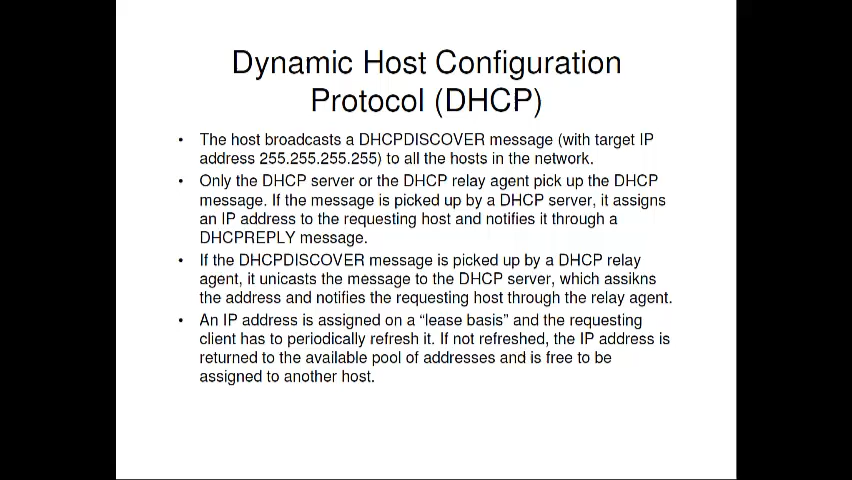 Dynamic Host Configuration
Protocol (DHCP)
• The host broadcasts a DHCPDISCOVER message (with target IP
address 255.255.255.255) to all the hosts in the network.
• Only the DHCP server or the DHCP relay agent pick up the DHCP
message. If the message is picked up by a DHCP server, it assigns
an IP address to the requesting host and notifies it through a
DHCPREPLY message.
• If the DHCPDISCOVER message is picked up by a DHCP relay
agent, it unicasts the message to the DHCP server, which assikns
the address and notifies the requesting host through the relay agent.
• An IP address is assigned on a “lease basis” and the requesting
client has to periodically refresh it. If not refreshed, the IP address is
returned to the available pool of addresses and is free to be
assigned to another host.